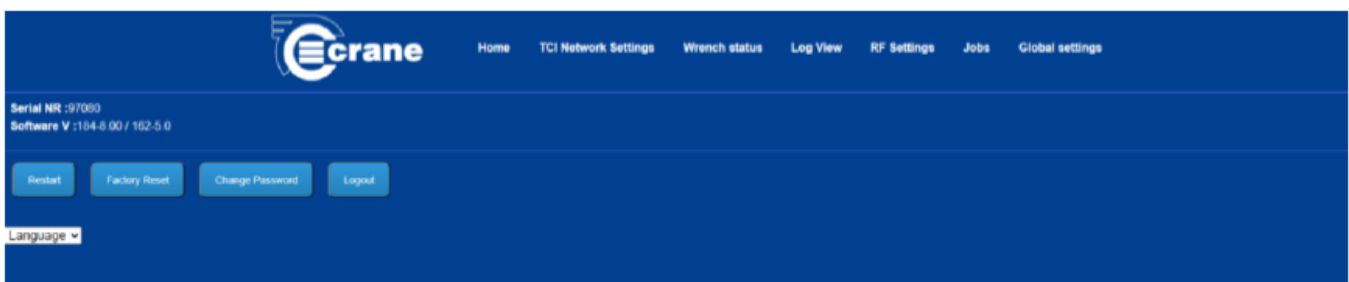 crane
Home TCI Network Settings Wrench status Log View RF Settings Jobs Global settings
Serial NR :97080
Software V :184-8.00 / 162-5.0
Restart Factory Reset Change Password Logout
Language